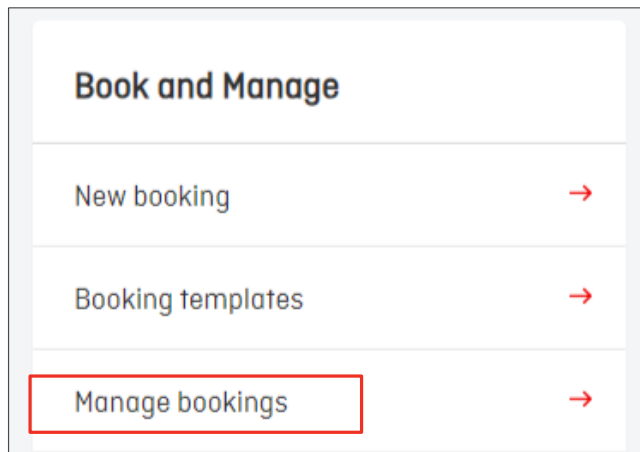 Book and Manage
New booking
Booking templates
Manage bookings